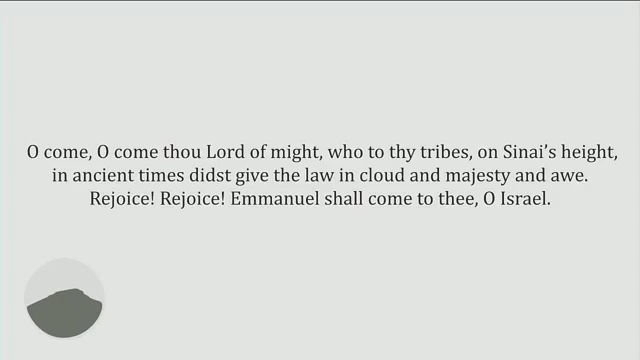 O come, O come thou Lord of might, who to thy tribes, on Sinai’s height,
in ancient times didst give the law in cloud and majesty and awe.
Rejoice! Rejoice! Emmanuel shall come to thee, O Israel.